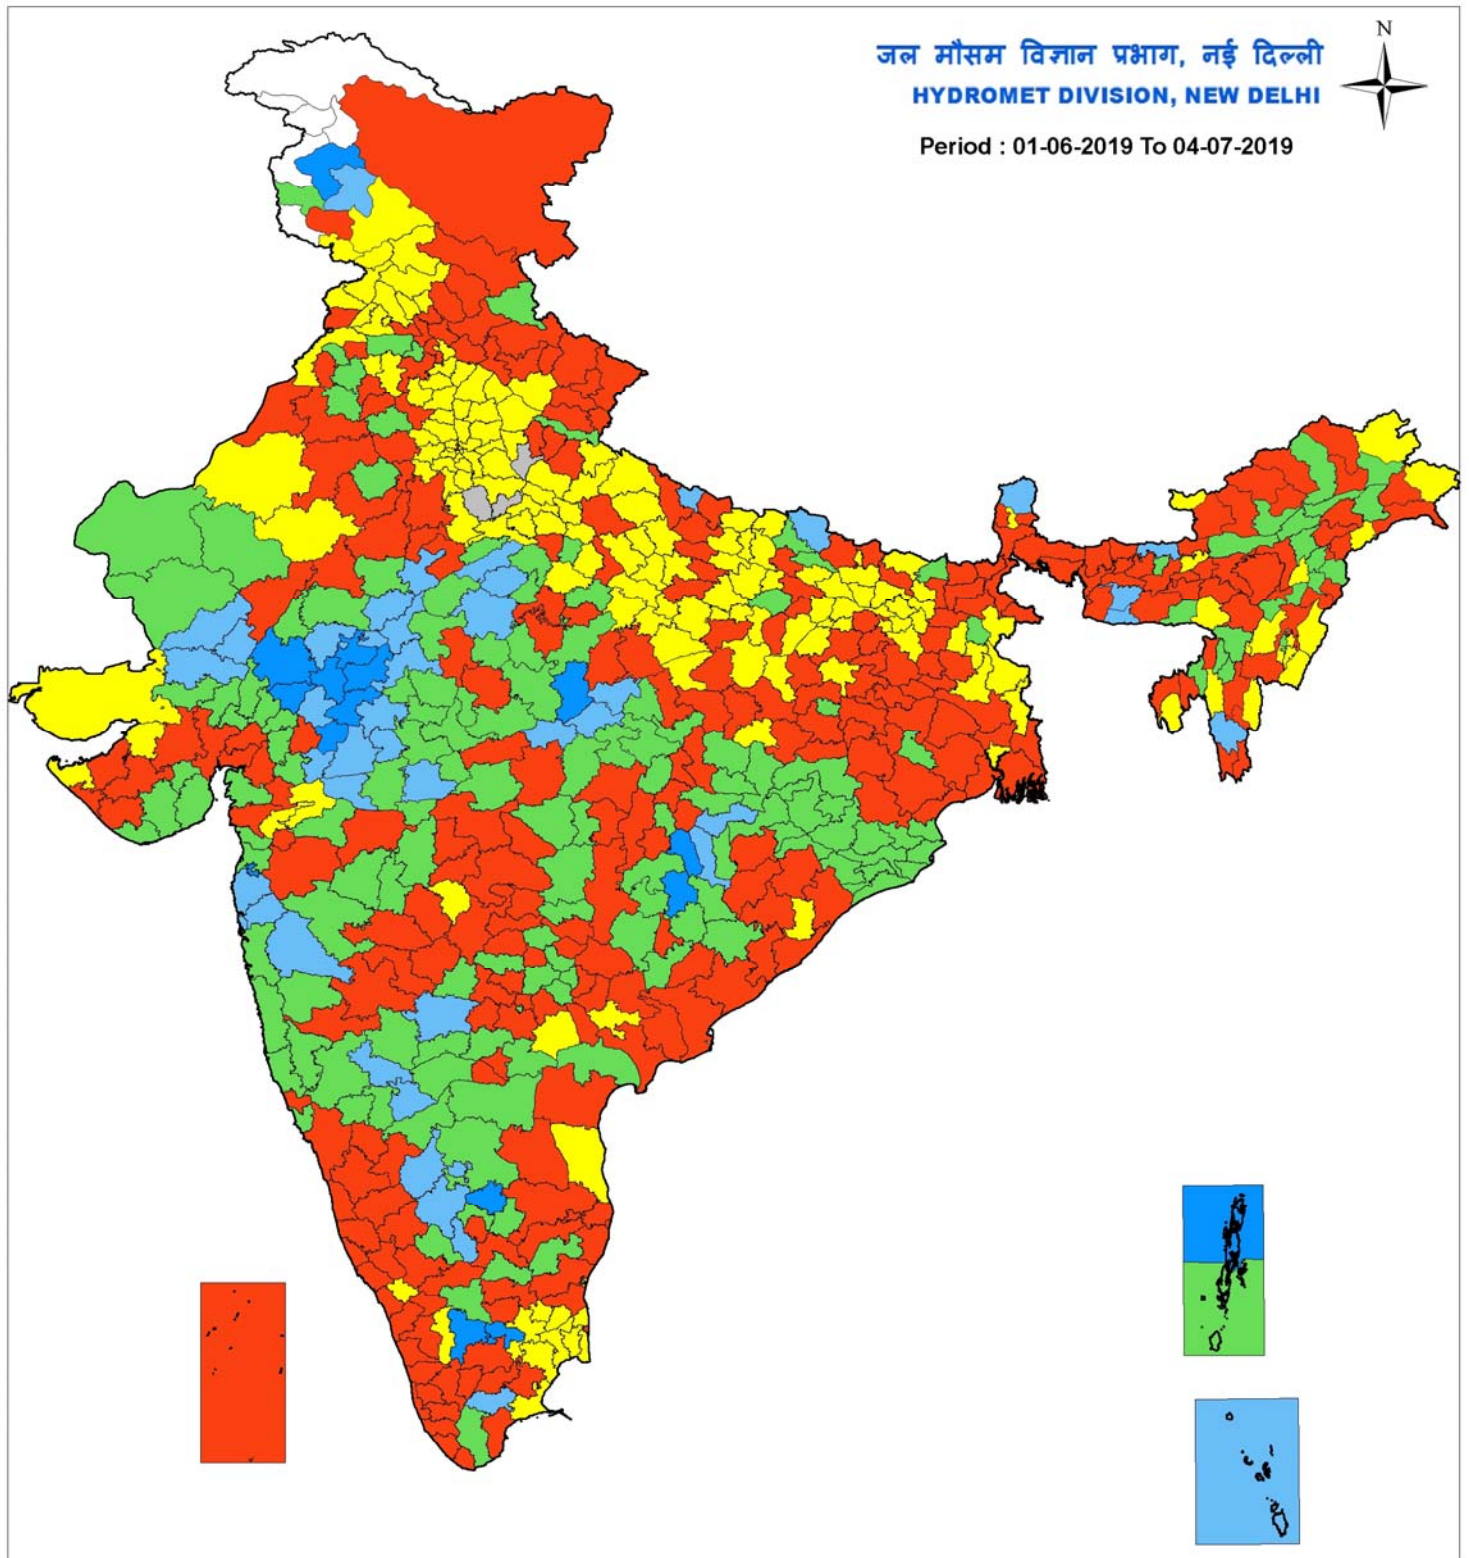 जल मौसम विज्ञान प्रभाग, नई दिल्ली
HYDROMET DIVISION, NEW DELHI
Period : 01-06-2019 To 04-07-2019
N